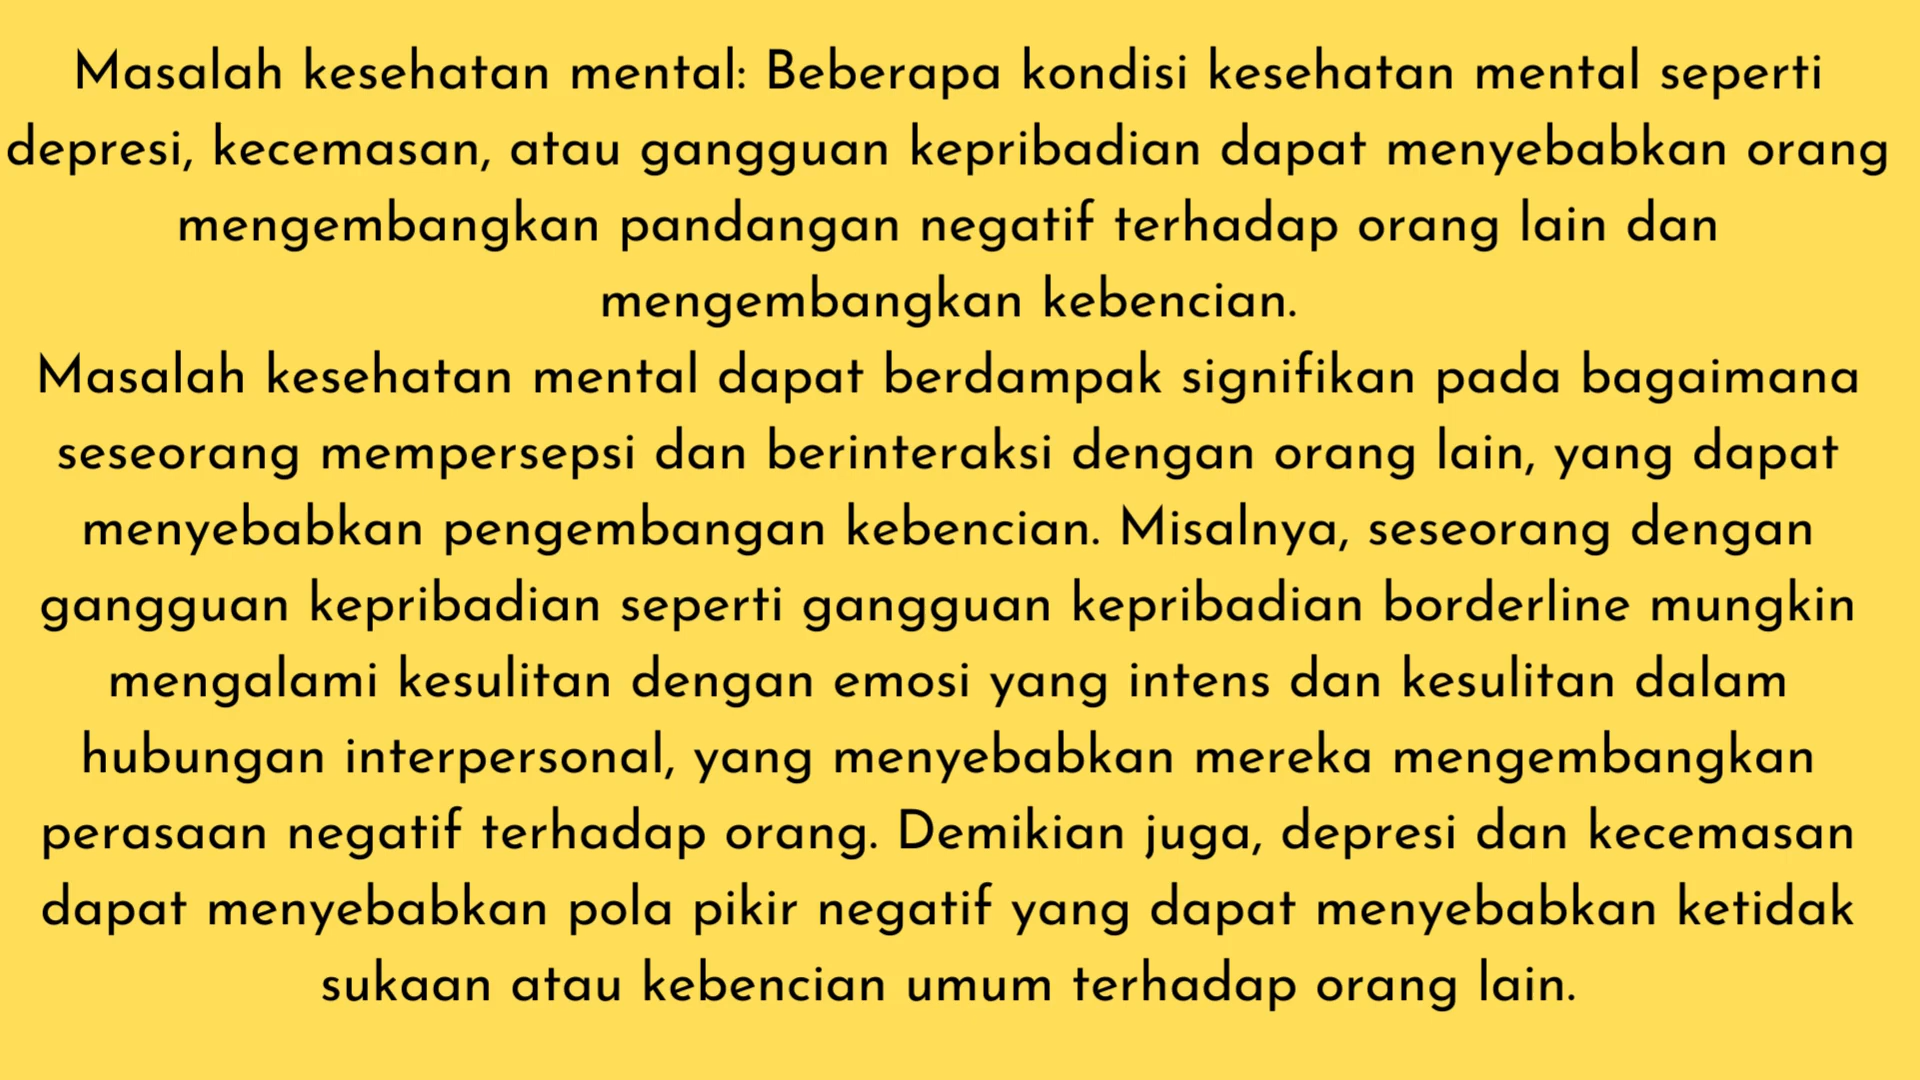 Masalah kesehatan mental: Beberapa kondisi kesehatan mental seperti
depresi, kecemasan, atau gangguan kepribadian dapat menyebabkan orang
mengembangkan pandangan negatif terhadap orang lain dan
mengembangkan kebencian.
Masalah kesehatan mental dapat berdampak signifikan pada bagaimana
seseorang mempersepsi dan berinteraksi dengan orang lain, yang dapat
menyebabkan pengembangan kebencian. Misalnya, seseorang dengan
gangguan kepribadian seperti gangguan kepribadian borderline mungkin
mengalami kesulitan dengan emosi yang intens dan kesulitan dalam
hubungan interpersonal, yang menyebabkan mereka mengembangkan
perasaan negatif terhadap orang. Demikian juga, depresi dan kecemasan
dapat menyebabkan pola pikir negatif yang dapat menyebabkan ketidak
sukaan atau kebencian umum terhadap orang lain.